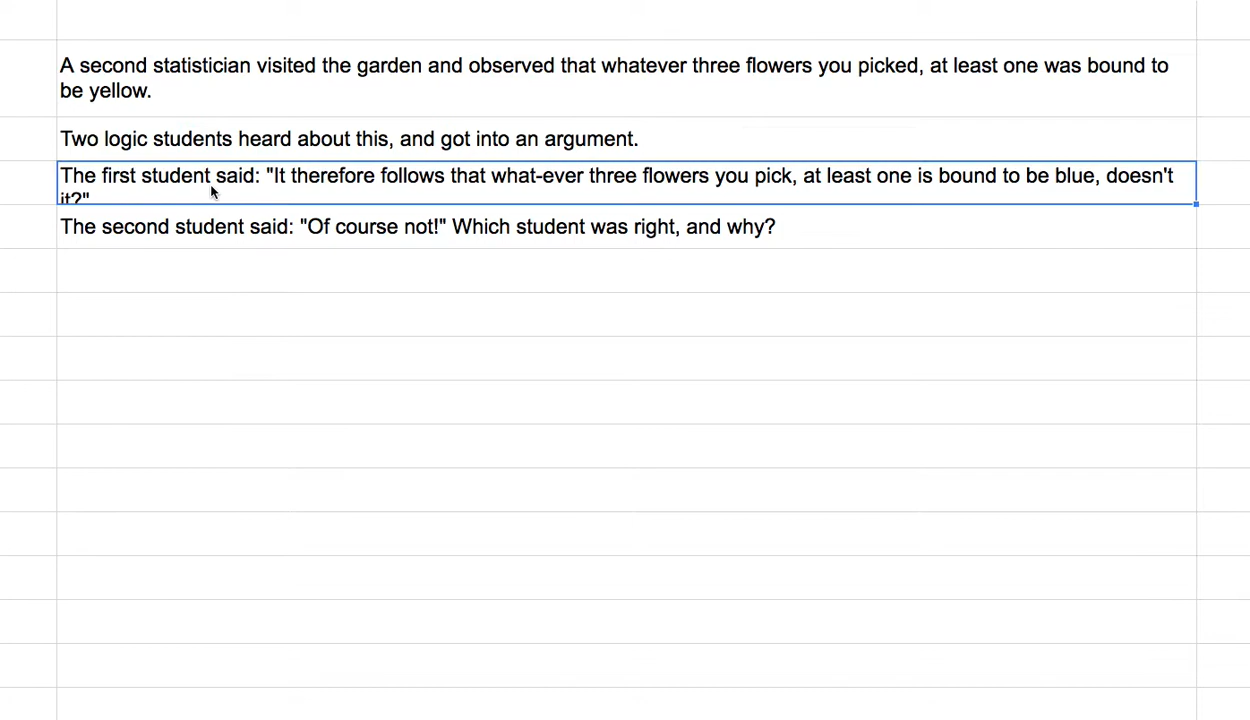 A second statistician visited the garden and observed that whatever three flowers you picked, at least one was bound to
be yellow.
Two logic students heard about this, and got into an argument.
The first student said: "It therefore follows that what-ever three flowers you pick, at least one is bound to be blue, doesn't
it?"
The second student said: "Of course not!" Which student was right, and why?